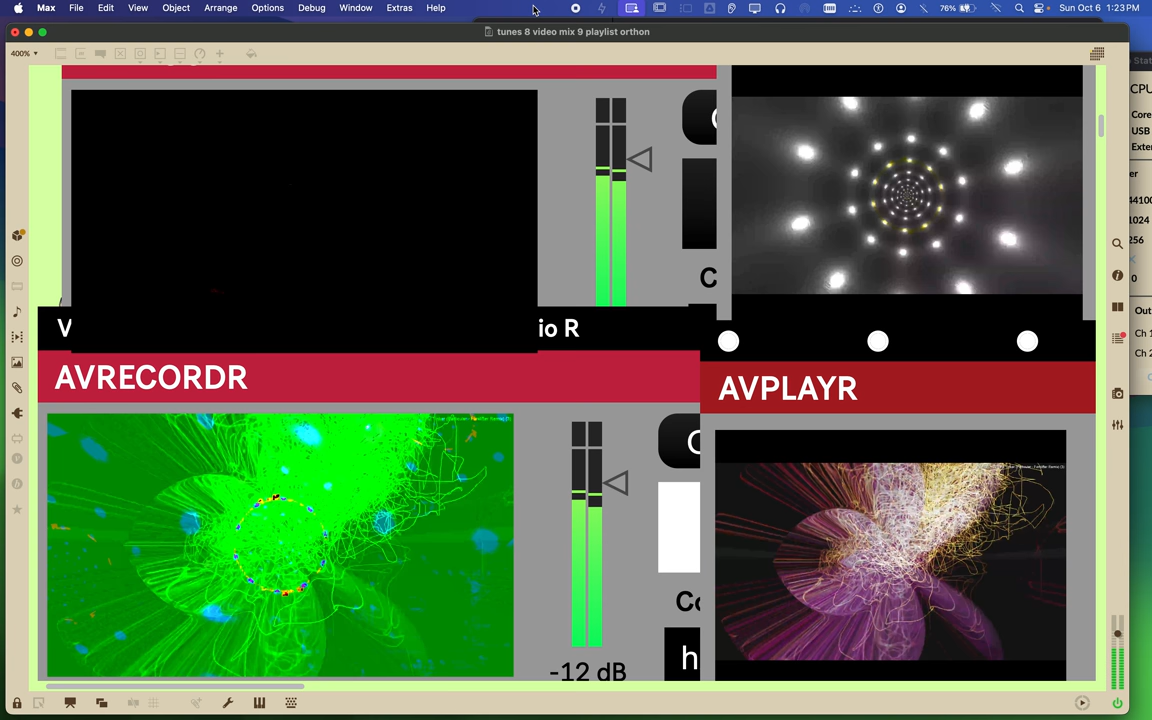 Max File Edit View Object Arrange Options Debug Window Extras Help 76% Sun Oct 6 1:23 PM
tunes 8 video mix 9 playlist orthon
400%
Stat
CPU
Core
USB
Exter
er
44100
1024
256
0
Out
Ch 1
Ch 2
C
V
io R
AVRECORDR
AVPLAYR
-12 dB
h